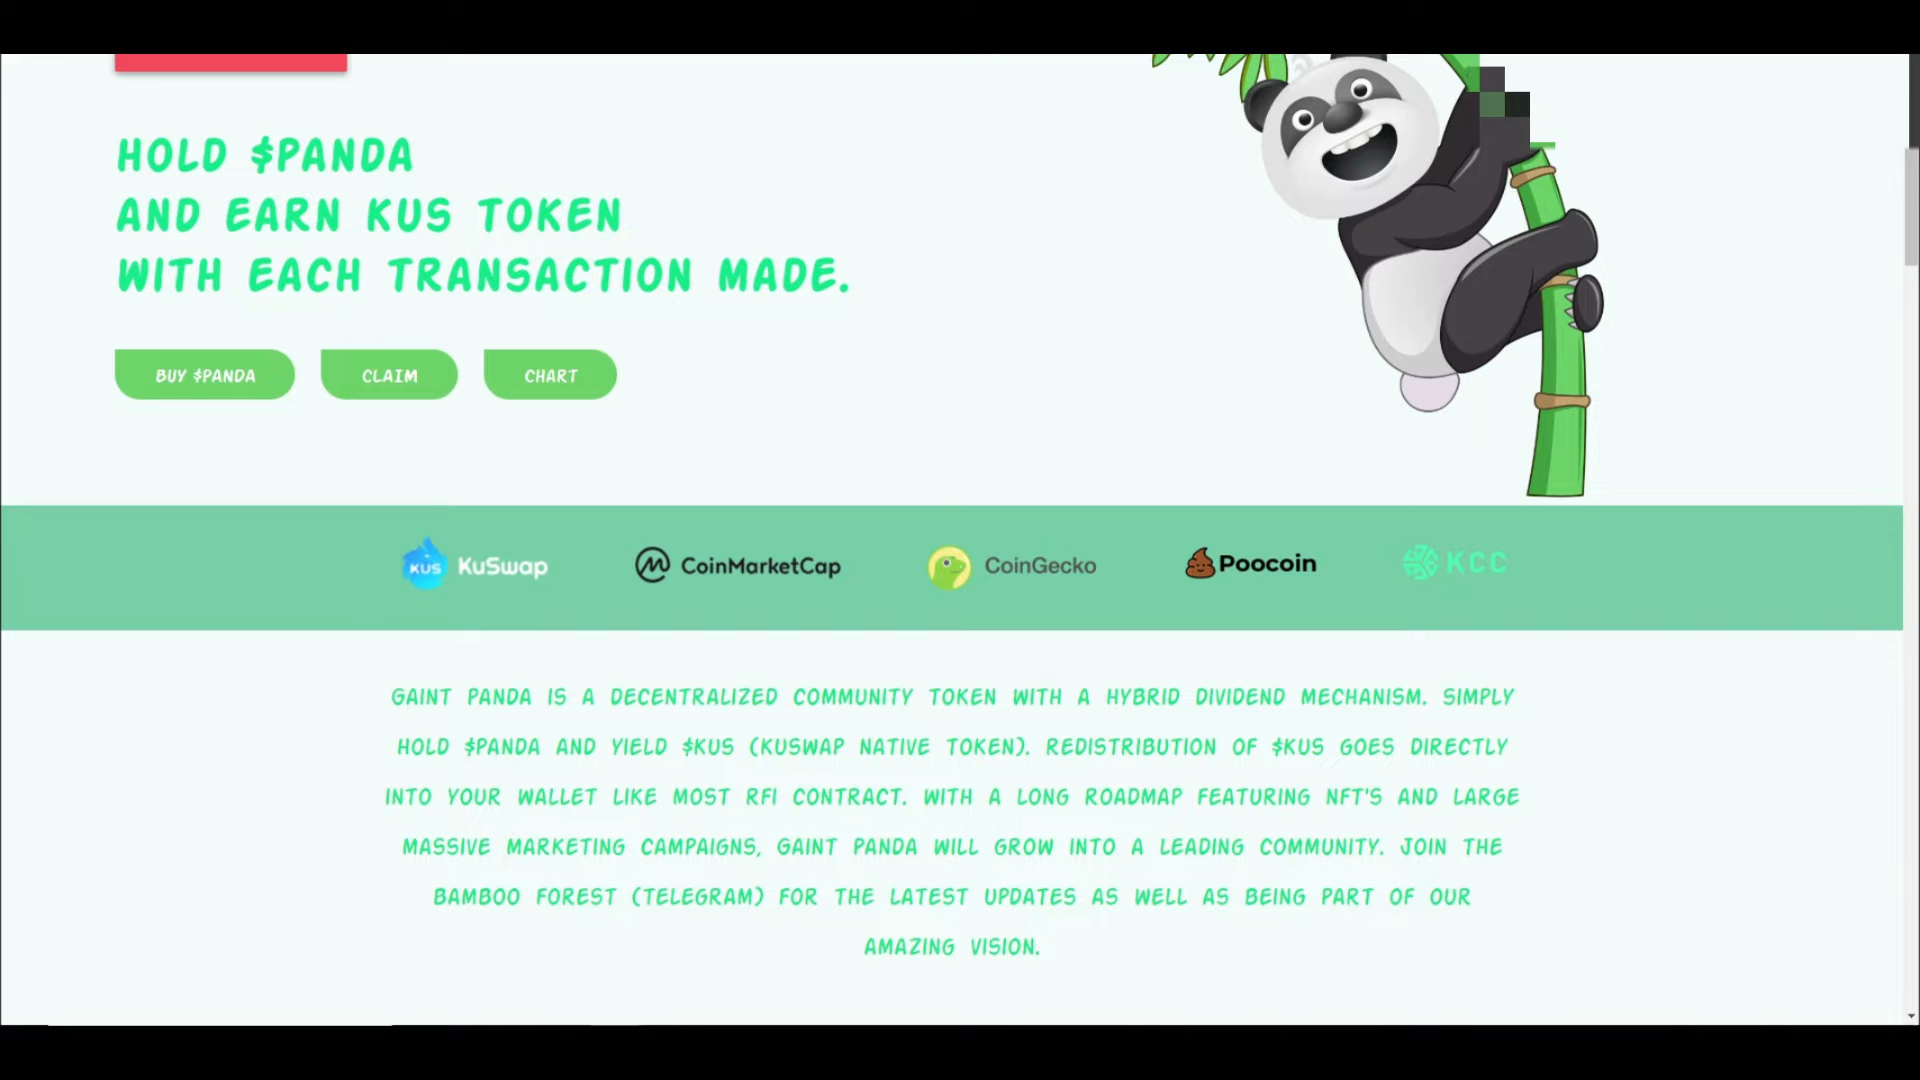 HOLD $PANDA
AND EARN KUS TOKEN
WITH EACH TRANSACTION MADE.
BUY $PANDA
CLAIM
CHART
KUS KuSwap
CoinMarketCap
CoinGecko
Poocoin
KCC
GAINT PANDA IS A DECENTRALIZED COMMUNITY TOKEN WITH A HYBRID DIVIDEND MECHANISM. SIMPLY
HOLD $PANDA AND YIELD $KUS (KUSWAP NATIVE TOKEN). REDISTRIBUTION OF $KUS GOES DIRECTLY
INTO YOUR WALLET LIKE MOST RFI CONTRACT. WITH A LONG ROADMAP FEATURING NFT'S AND LARGE
MASSIVE MARKETING CAMPAIGNS, GAINT PANDA WILL GROW INTO A LEADING COMMUNITY. JOIN THE
BAMBOO FOREST (TELEGRAM) FOR THE LATEST UPDATES AS WELL AS BEING PART OF OUR
AMAZING VISION.